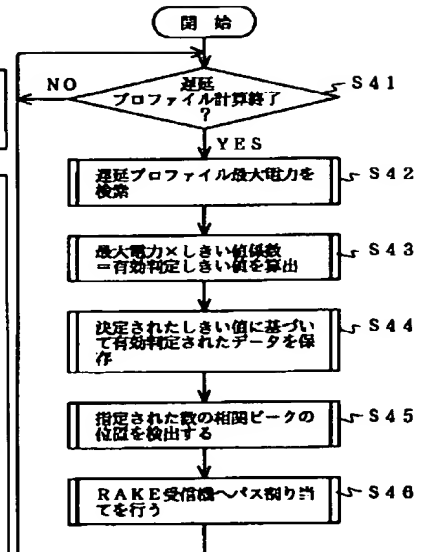 開 始
遅延
プロファイル計算終了
?
S41
NO
YES
遅延プロファイル最大電力を
検索
S42
最大電力×しきい値係数
=有効判定しきい値を算出
S43
決定されたしきい値に基づい
て有効判定されたデータを保
存
S44
指定された数の相関ピークの
位置を検出する
S45
RAKE受信機へパス割り当
てを行う
S46